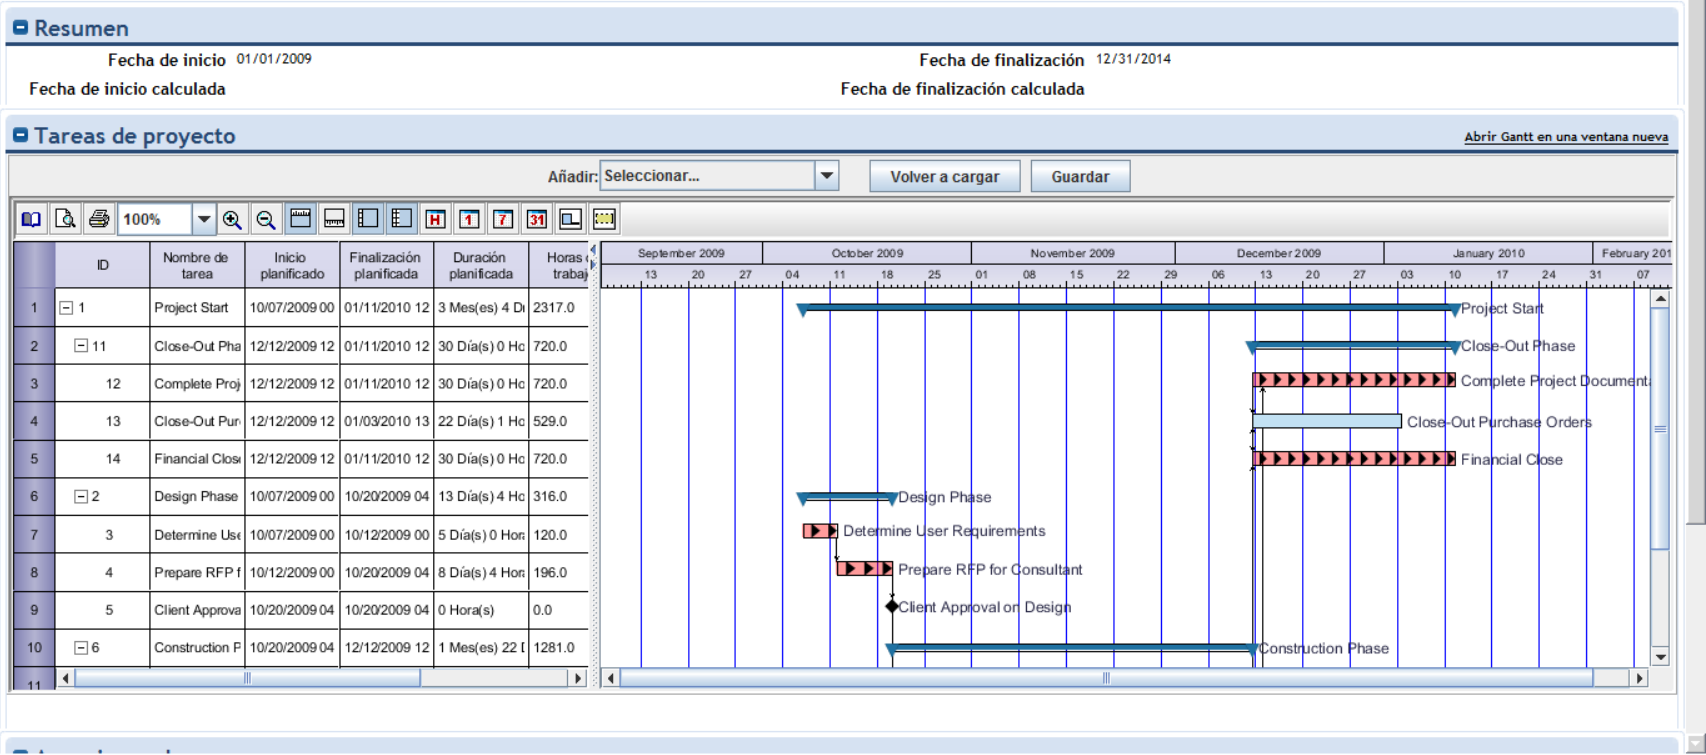 Resumen
Fecha de inicio 01/01/2009 Fecha de finalización 12/31/2014
Fecha de inicio calculada Fecha de finalización calculada
Tareas de proyecto Abrir Gantt en una ventana nueva
Añadir: Seleccionar... Volver a cargar Guardar
100% H 1 7 31
ID Nombre de tarea Inicio planificado Finalización planificada Duración planificada Horas trabaj
September 2009 October 2009 November 2009 December 2009 January 2010 February 201
13 20 27 04 11 18 25 01 08 15 22 29 06 13 20 27 03 10 17 24 31 07
1 1 Project Start 10/07/2009 00 01/11/2010 12 3 Mes(es) 4 D 2317.0 Project Start
2 11 Close-Out Pha 12/12/2009 12 01/11/2010 12 30 Día(s) 0 Ho 720.0 Close-Out Phase
3 12 Complete Proj 12/12/2009 12 01/11/2010 12 30 Día(s) 0 Ho 720.0 Complete Project Documenta
4 13 Close-Out Pur 12/12/2009 12 01/03/2010 13 22 Día(s) 1 Ho 529.0 Close-Out Purchase Orders
5 14 Financial Close 12/12/2009 12 01/11/2010 12 30 Día(s) 0 Ho 720.0 Financial Close
6 2 Design Phase 10/07/2009 00 10/20/2009 04 13 Día(s) 4 Ho 316.0 Design Phase
7 3 Determine Use 10/07/2009 00 10/12/2009 00 5 Día(s) 0 Hor 120.0 Determine User Requirements
8 4 Prepare RFP f 10/12/2009 00 10/20/2009 04 8 Día(s) 4 Hor 196.0 Prepare RFP for Consultant
9 5 Client Approva 10/20/2009 04 10/20/2009 04 0 Hora(s) 0.0 Client Approval on Design
10 6 Construction P 10/20/2009 04 12/12/2009 12 1 Mes(es) 22 1281.0 Construction Phase
11